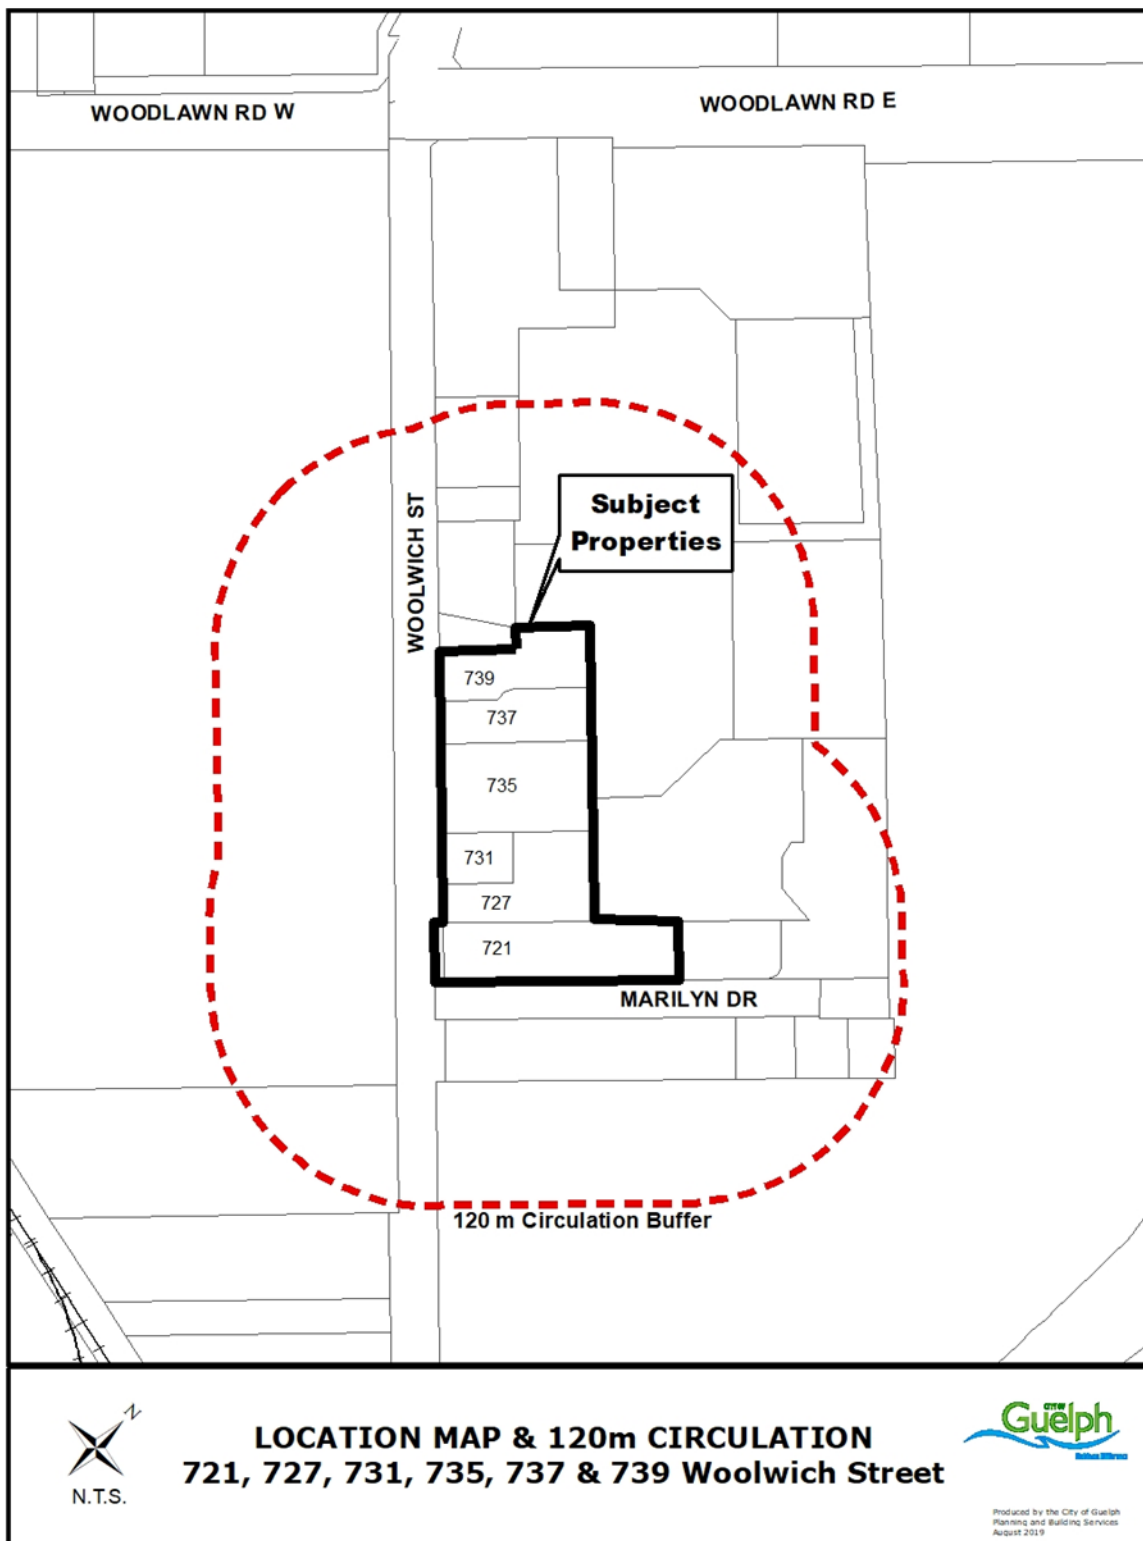 WOODLAWN RD W
WOODLAWN RD E
WOOLWICH ST
Subject
Properties
739
737
735
731
727
721
MARILYN DR
120 m Circulation Buffer
N
N.T.S.
LOCATION MAP & 120m CIRCULATION
721, 727, 731, 735, 737 & 739 Woolwich Street
CITY OF
Guelph
Produced by the City of Guelph
Planning and Building Services
August 2019